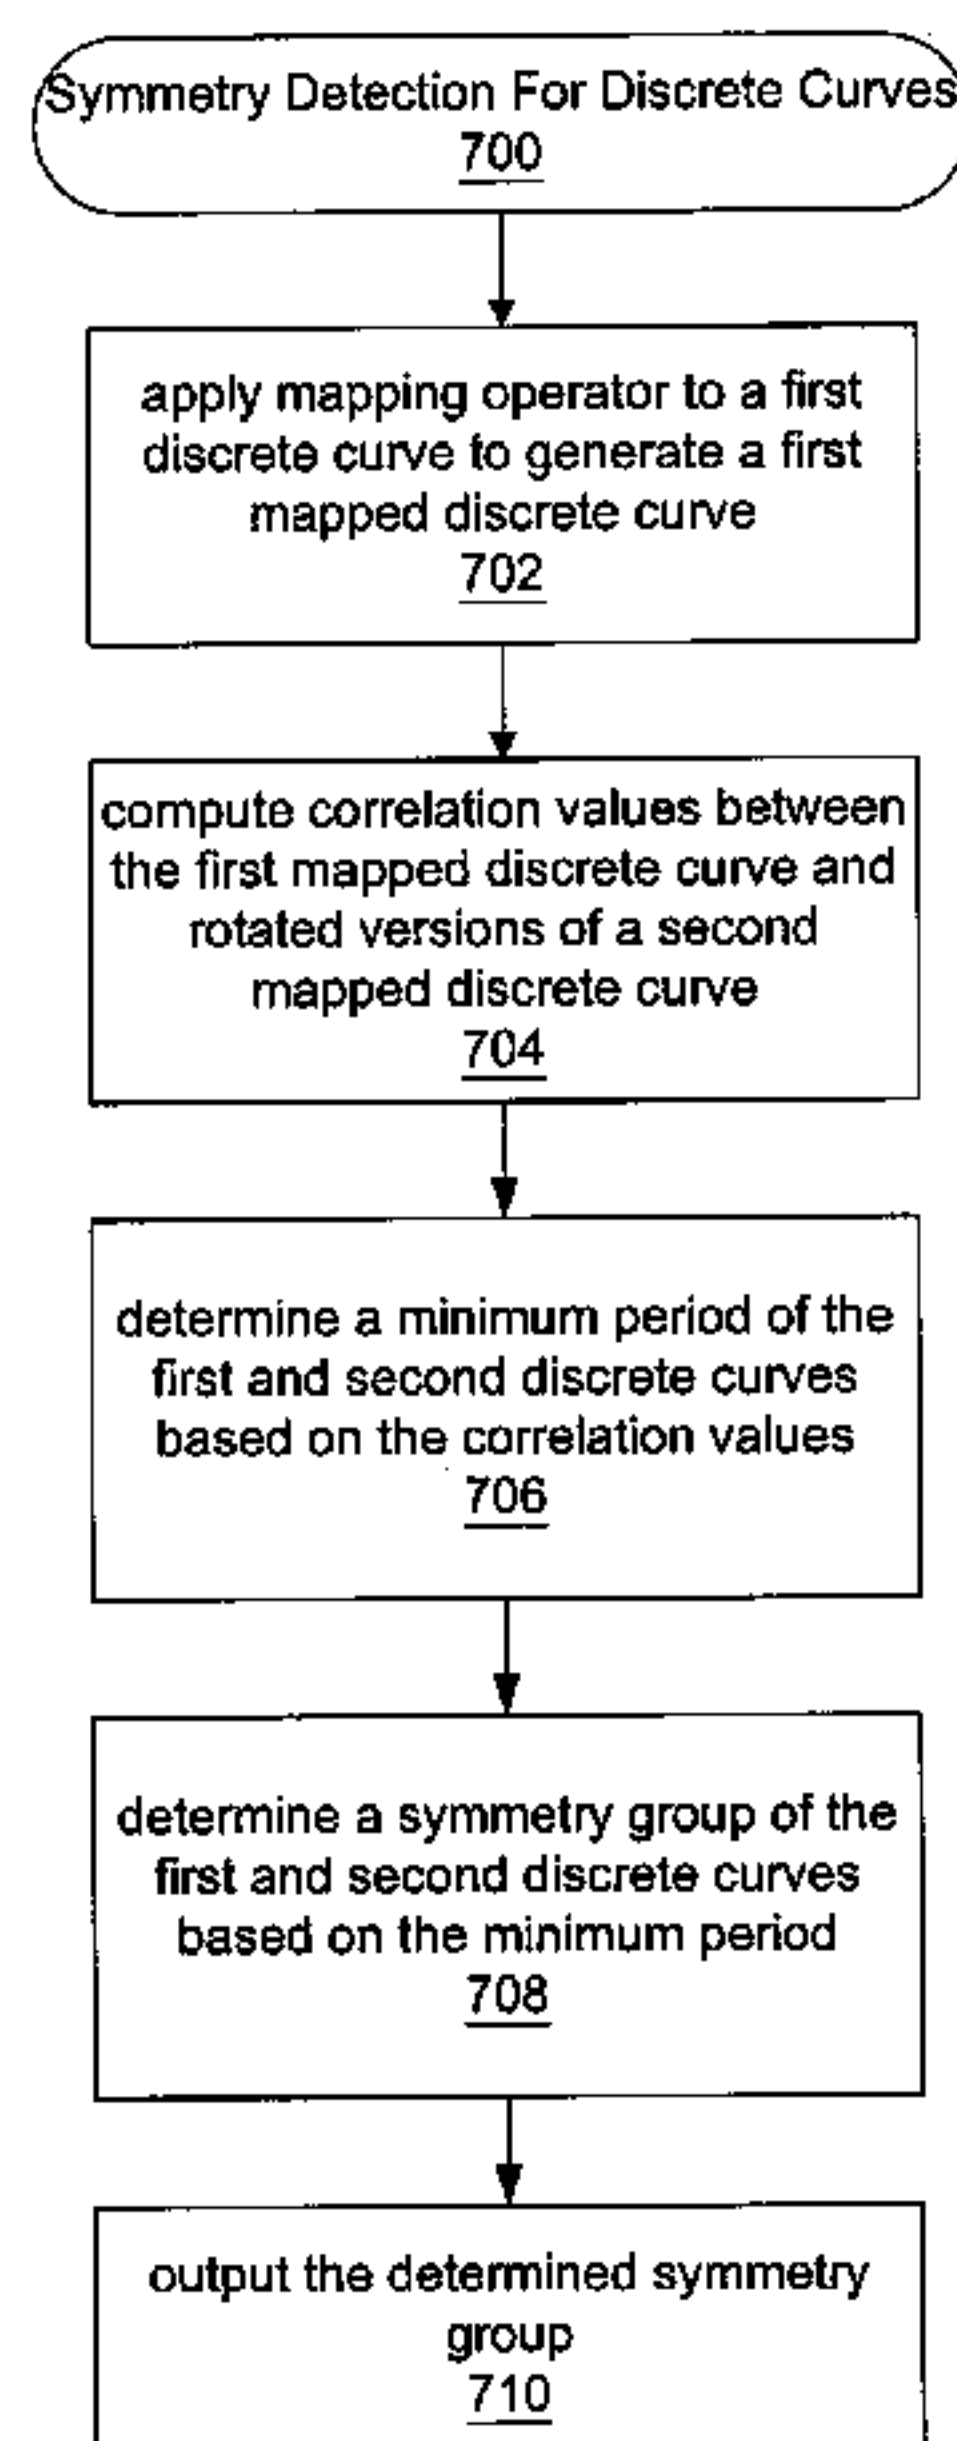 Symmetry Detection For Discrete Curves
700
apply mapping operator to a first
discrete curve to generate a first
mapped discrete curve
702
compute correlation values between
the first mapped discrete curve and
rotated versions of a second
mapped discrete curve
704
determine a minimum period of the
first and second discrete curves
based on the correlation values
706
determine a symmetry group of the
first and second discrete curves
based on the minimum period
708
output the determined symmetry
group
710